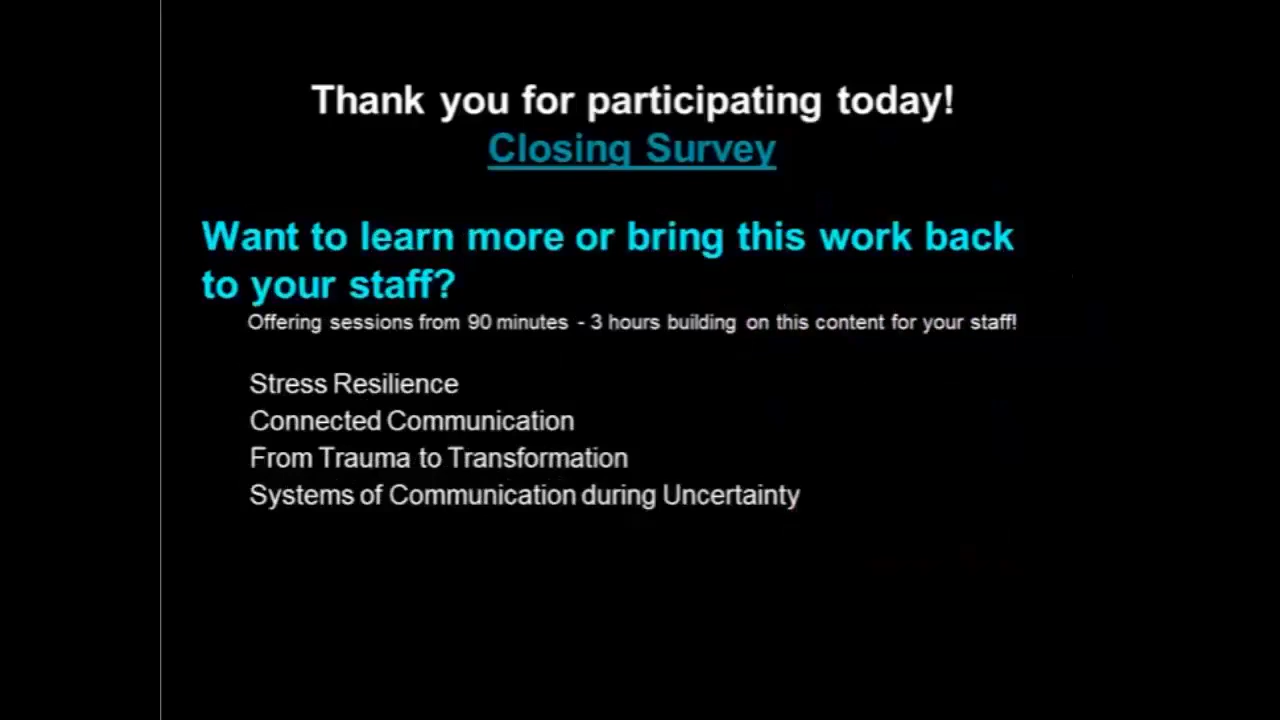 Thank you for participating today!
Closing Survey
Want to learn more or bring this work back
to your staff?
Offering sessions from 90 minutes - 3 hours building on this content for your staff!
Stress Resilience
Connected Communication
From Trauma to Transformation
Systems of Communication during Uncertainty